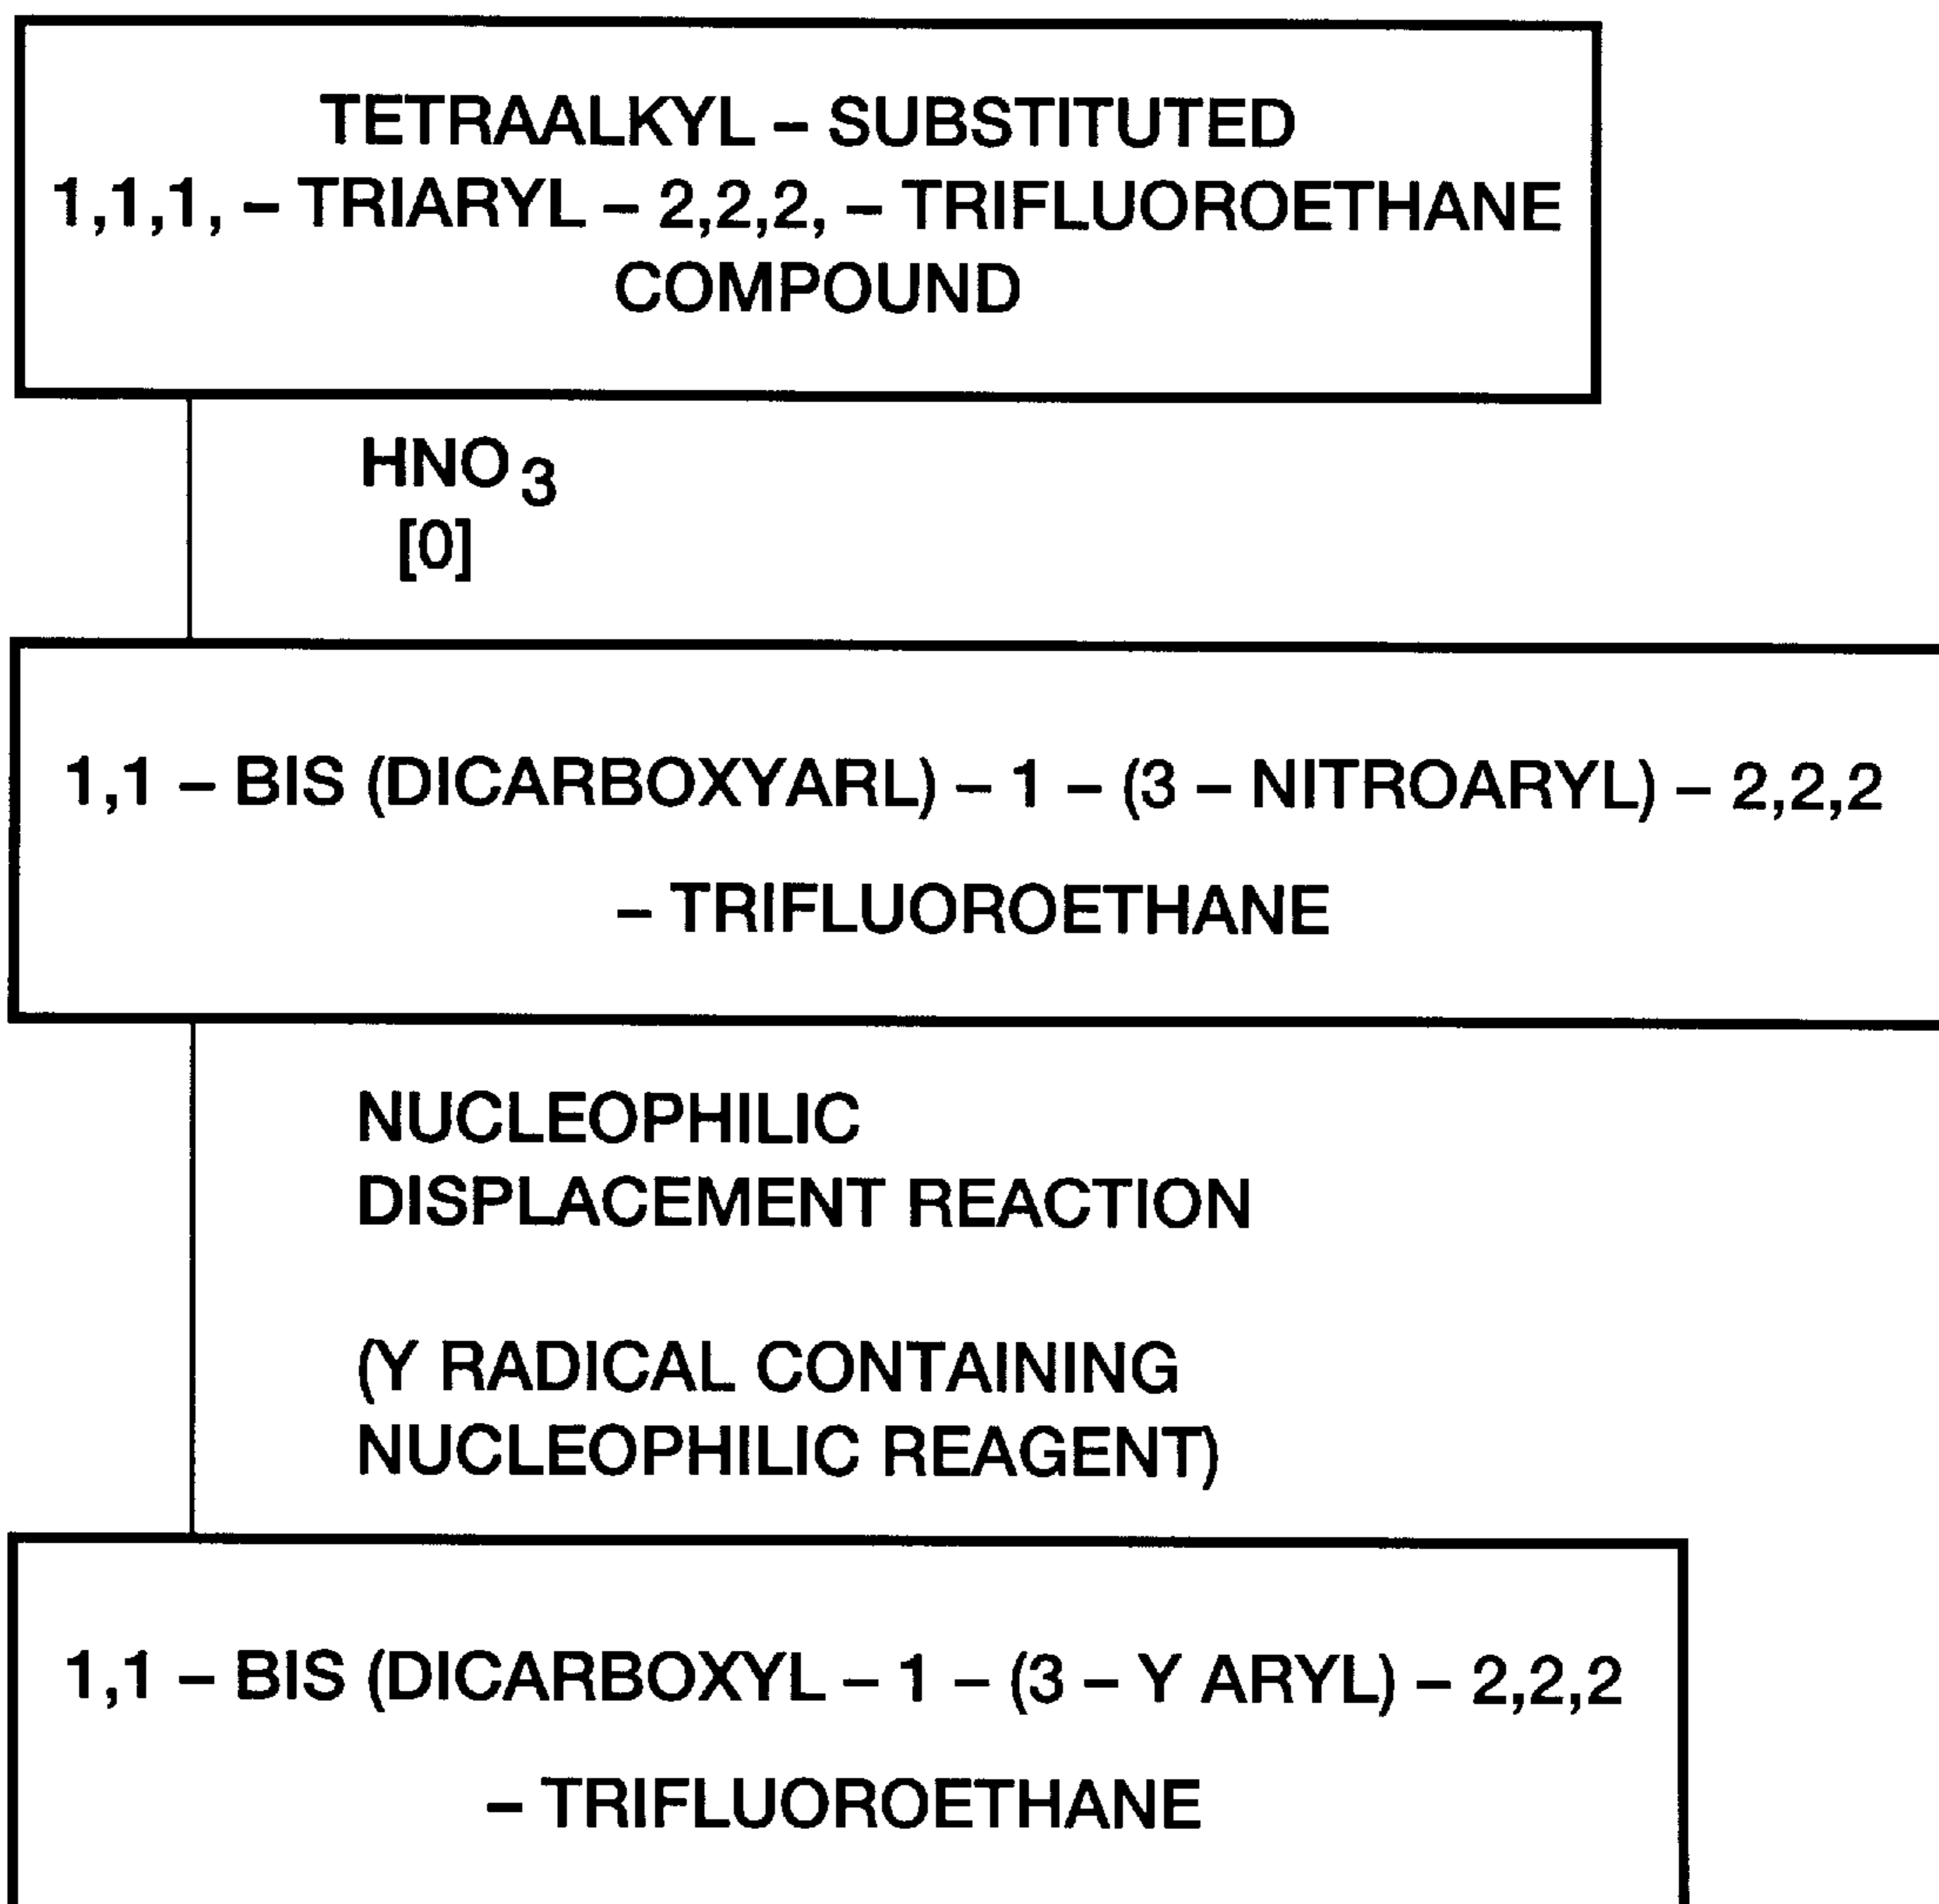 TETRAALKYL – SUBSTITUTED
1,1,1, – TRIARYL – 2,2,2, – TRIFLUOROETHANE
COMPOUND
HNO3
[0]
1,1 – BIS (DICARBOXYARL) – 1 – (3 – NITROARYL) – 2,2,2
– TRIFLUOROETHANE
NUCLEOPHILIC
DISPLACEMENT REACTION
(Y RADICAL CONTAINING
NUCLEOPHILIC REAGENT)
1,1 – BIS (DICARBOXYL – 1 – (3 – Y ARYL) – 2,2,2
– TRIFLUOROETHANE